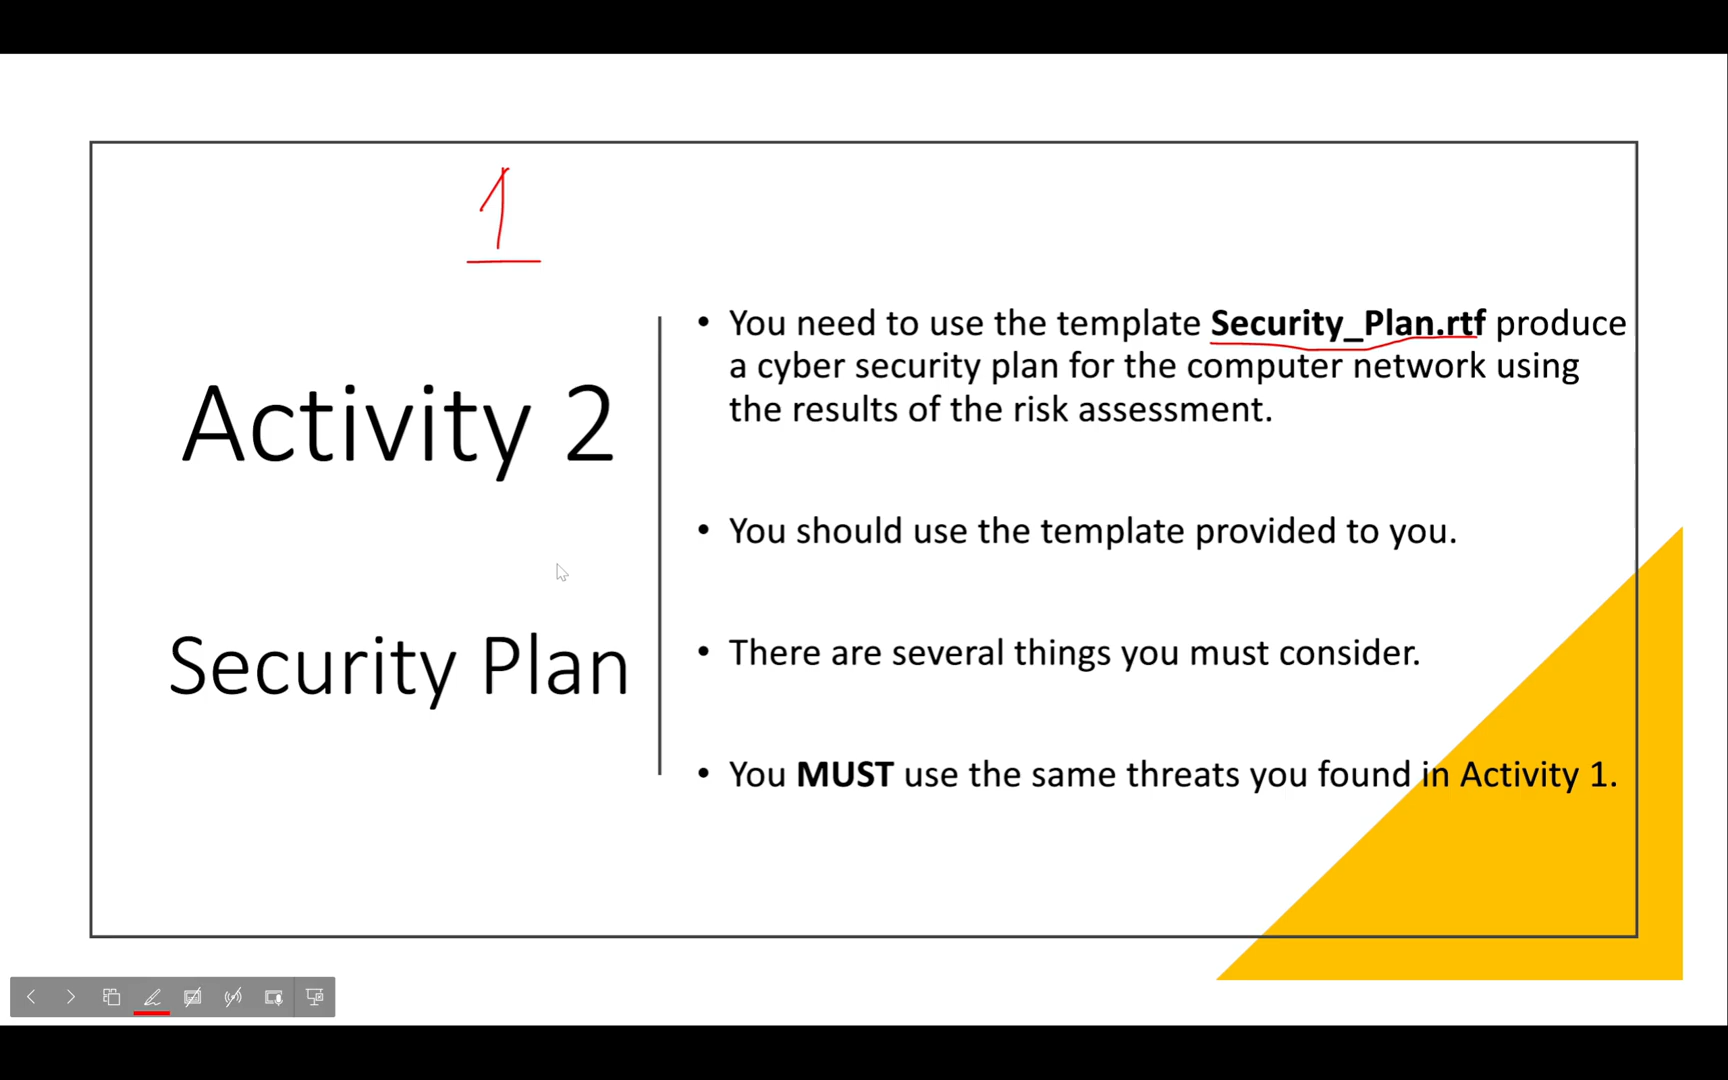 1
Activity 2
Security Plan
• You need to use the template Security_Plan.rtf produce
a cyber security plan for the computer network using
the results of the risk assessment.
• You should use the template provided to you.
• There are several things you must consider.
• You MUST use the same threats you found in Activity 1.